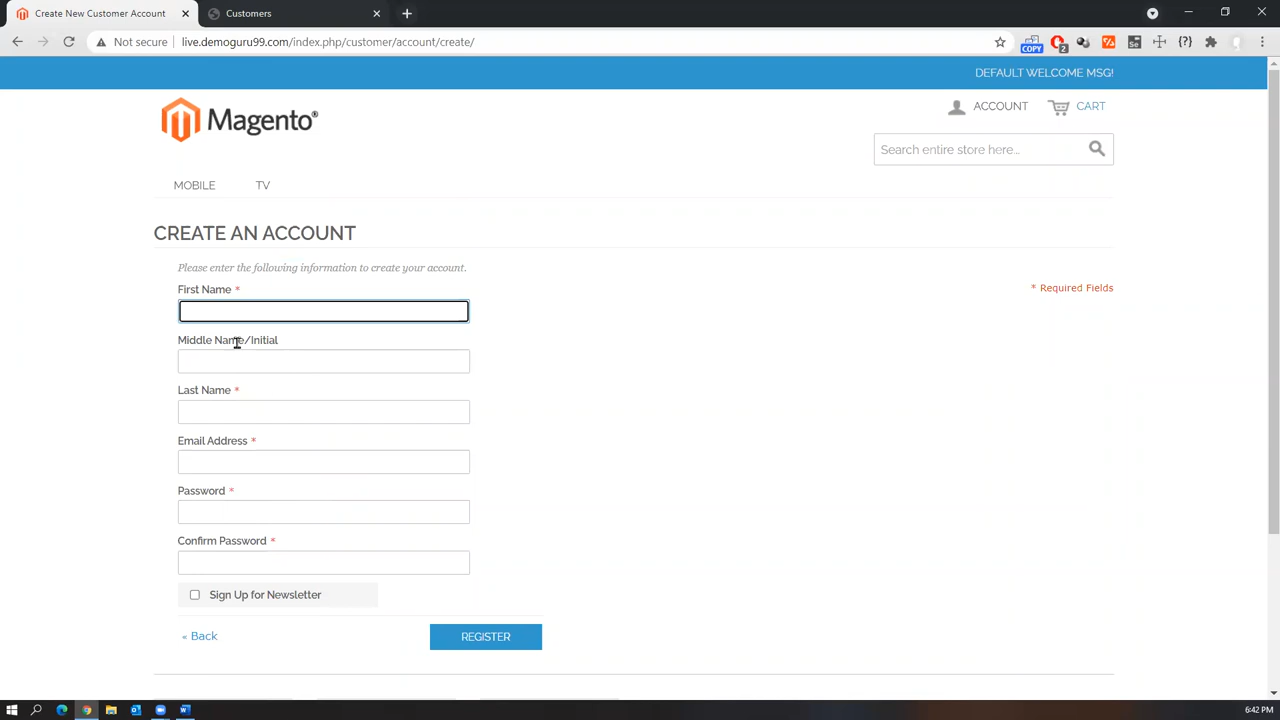 Create New Customer Account
Customers
Not secure
live.demoguru99.com/index.php/customer/account/create/
COPY
2
Se
{?}
DEFAULT WELCOME MSG!
Magento®
ACCOUNT
CART
Search entire store here...
MOBILE
TV
CREATE AN ACCOUNT
Please enter the following information to create your account.
First Name *
* Required Fields
Middle Name/Initial
Last Name *
Email Address *
Password *
Confirm Password *
Sign Up for Newsletter
« Back
REGISTER
6:42 PM